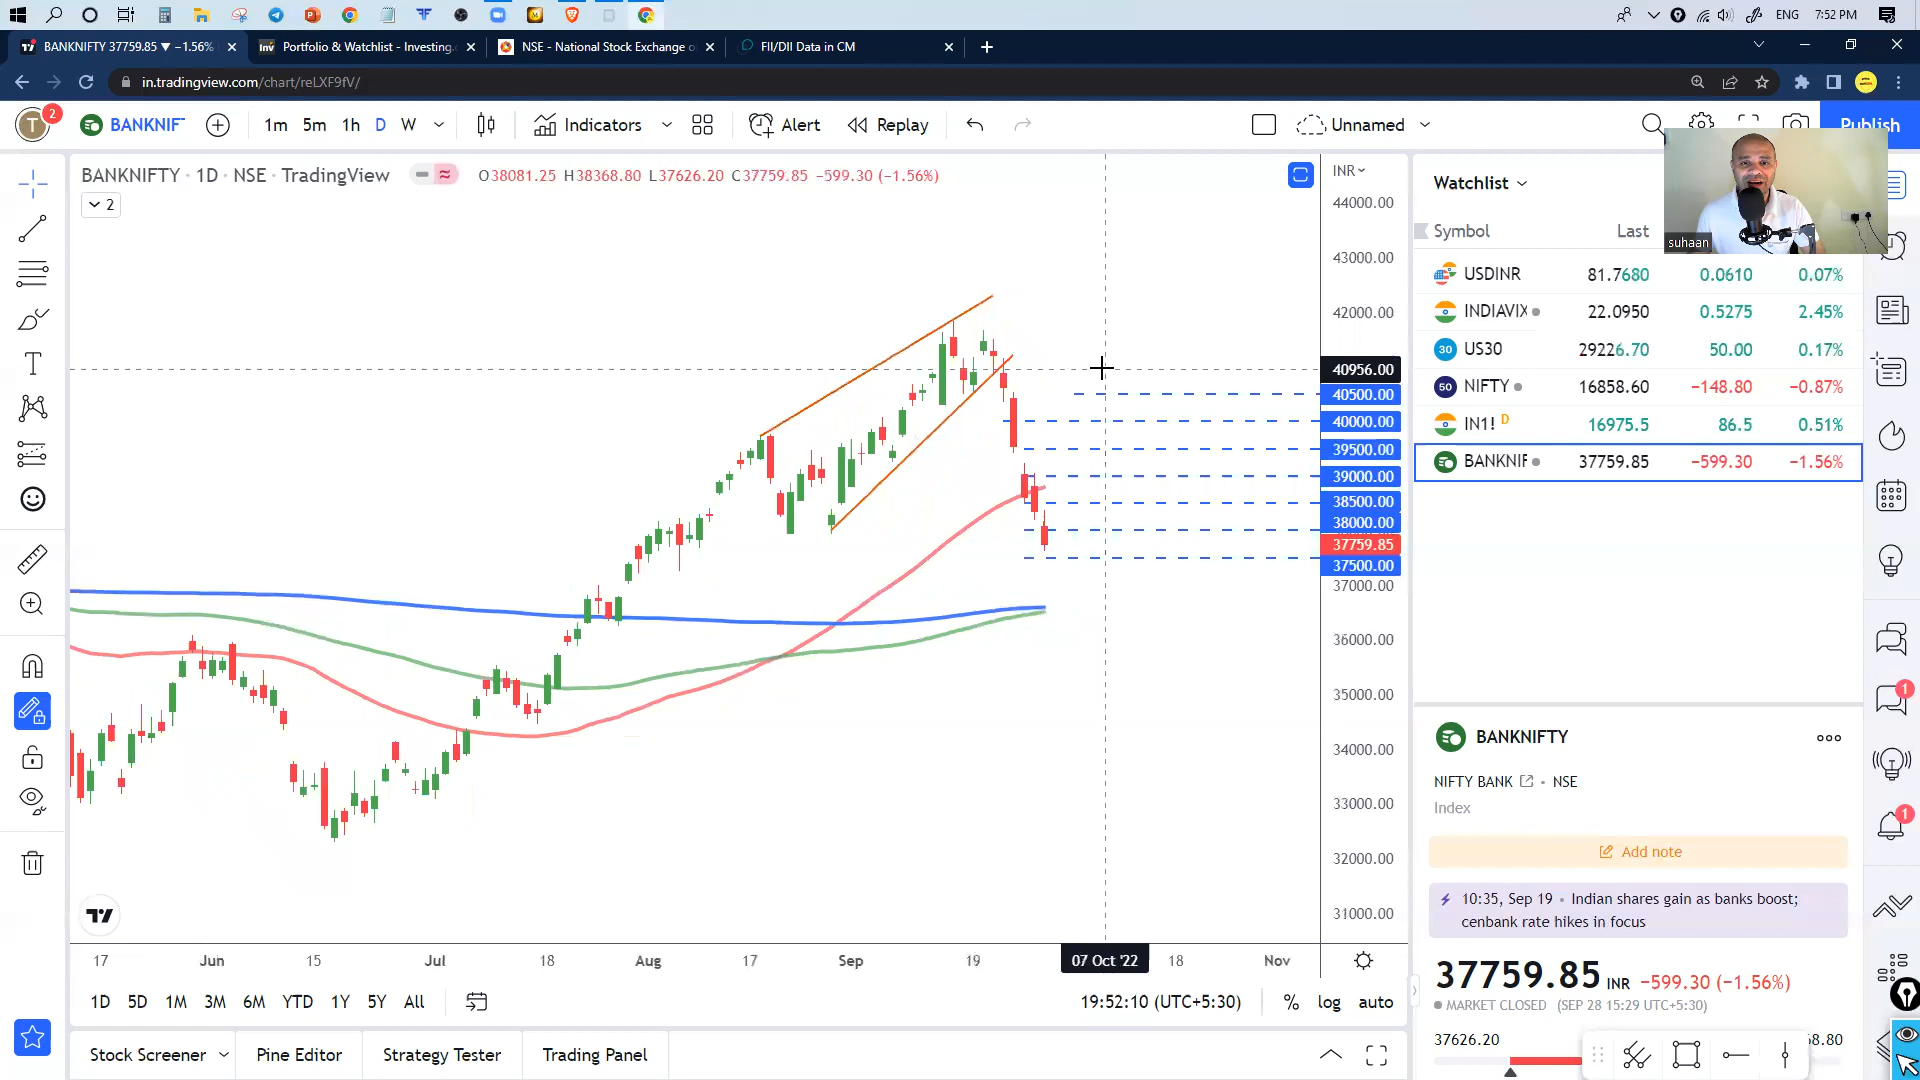 ENG 7:52 PM
BANKNIFTY 37759.85 ▼ −1.56%
Portfolio & Watchlist - Investing.
NSE - National Stock Exchange o
FII/DII Data in CM
in.tradingview.com/chart/reLXF9fV/
T 2
BANKNIF
1m 5m 1h D W
Indicators
Alert
Replay
Unnamed
Publish
BANKNIFTY · 1D · NSE · TradingView
O38081.25 H38368.80 L37626.20 C37759.85 −599.30 (−1.56%)
2
INR
44000.00
43000.00
42000.00
40956.00
40500.00
40000.00
39500.00
39000.00
38500.00
38000.00
37759.85
37500.00
37000.00
36000.00
35000.00
34000.00
33000.00
32000.00
31000.00
17 Jun 15 Jul 18 Aug 17 Sep 19 07 Oct '22 18 Nov
1D 5D 1M 3M 6M YTD 1Y 5Y All
19:52:10 (UTC+5:30)
% log auto
Stock Screener
Pine Editor
Strategy Tester
Trading Panel
Watchlist
suhaan
Symbol Last
USDINR 81.7680 0.0610 0.07%
INDIAVIX 22.0950 0.5275 2.45%
30 US30 29226.70 50.00 0.17%
50 NIFTY 16858.60 −148.80 −0.87%
IN1! D 16975.5 86.5 0.51%
BANKNIF 37759.85 −599.30 −1.56%
BANKNIFTY
NIFTY BANK · NSE
Index
Add note
10:35, Sep 19 · Indian shares gain as banks boost;
cenbank rate hikes in focus
37759.85 INR −599.30 (−1.56%)
MARKET CLOSED (SEP 28 15:29 UTC+5:30)
37626.20
8.80
1
1